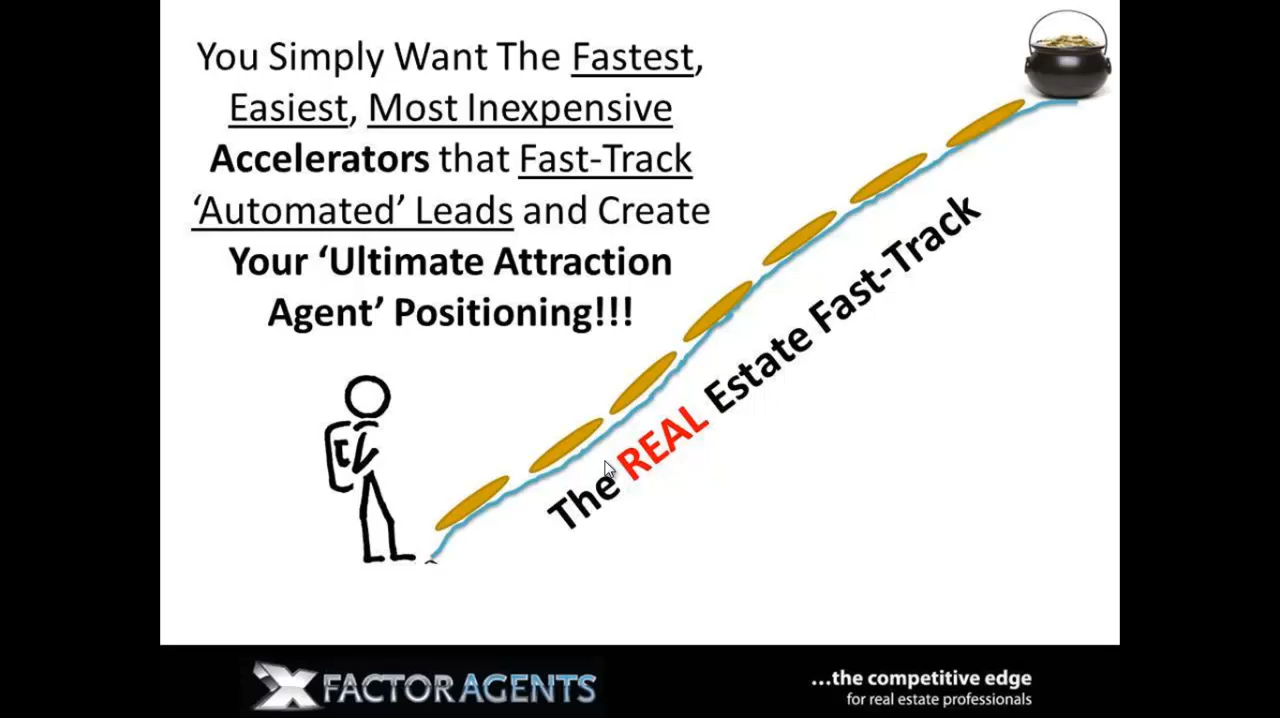 You Simply Want The Fastest,
Easiest, Most Inexpensive
Accelerators that Fast-Track
‘Automated’ Leads and Create
Your ‘Ultimate Attraction
Agent’ Positioning!!!
The REAL Estate Fast-Track
X FACTOR AGENTS
...the competitive edge
for real estate professionals